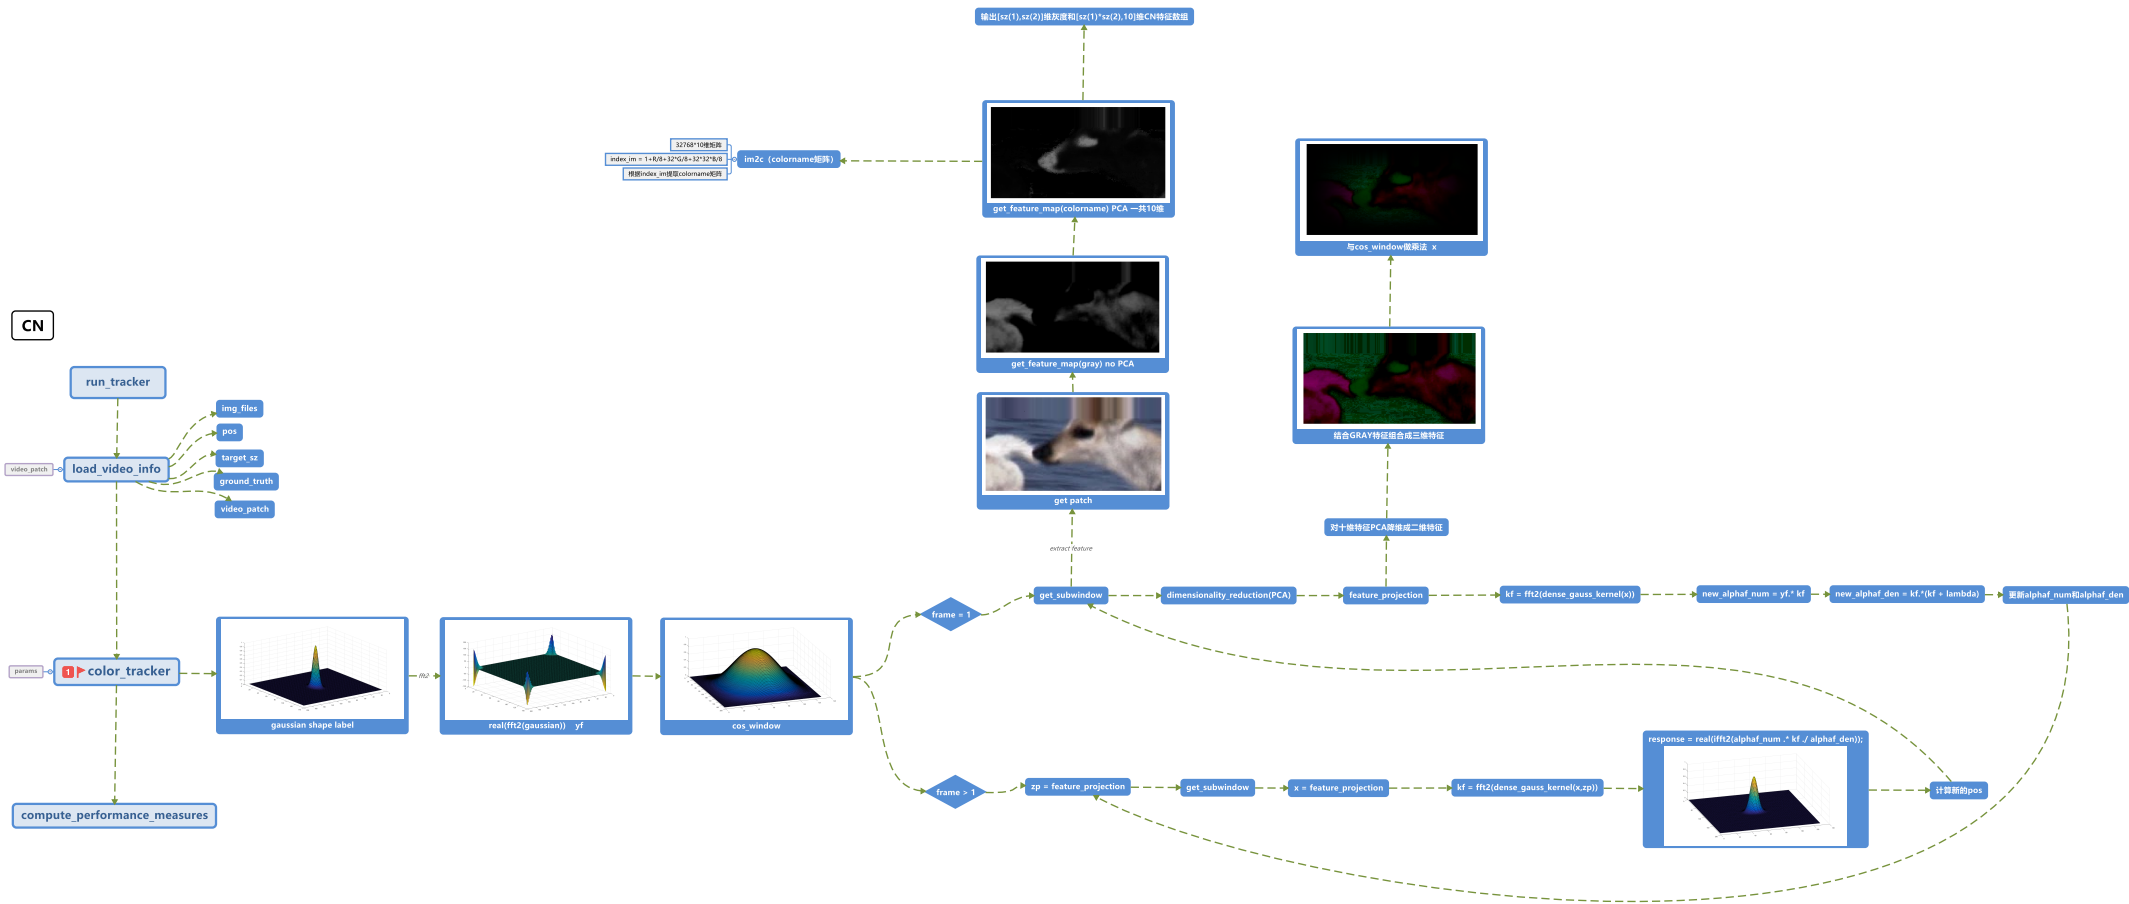 输出[sz(1),sz(2)]维灰度和[sz(1)*sz(2),10]维CN特征数组
32768*10维矩阵
index_im = 1+R/8+32*G/8+32*32*B/8
根据index_im提取colorname矩阵
im2c（colorname矩阵）
get_feature_map(colorname) PCA 一共10维
与cos_window做乘法 x
get_feature_map(gray) no PCA
结合GRAY特征组合成三维特征
get patch
对十维特征PCA降维成二维特征
extract feature
CN
run_tracker
img_files
pos
target_sz
ground_truth
video_patch
video_patch
load_video_info
params
1
color_tracker
compute_performance_measures
gaussian shape label
fft2
real(fft2(gaussian)) yf
cos_window
frame = 1
get_subwindow
dimensionality_reduction(PCA)
feature_projection
kf = fft2(dense_gauss_kernel(x))
new_alphaf_num = yf.* kf
new_alphaf_den = kf.*(kf + lambda)
更新alphaf_num和alphaf_den
frame > 1
zp = feature_projection
get_subwindow
x = feature_projection
kf = fft2(dense_gauss_kernel(x,zp))
response = real(ifft2(alphaf_num .* kf ./ alphaf_den));
计算新的pos